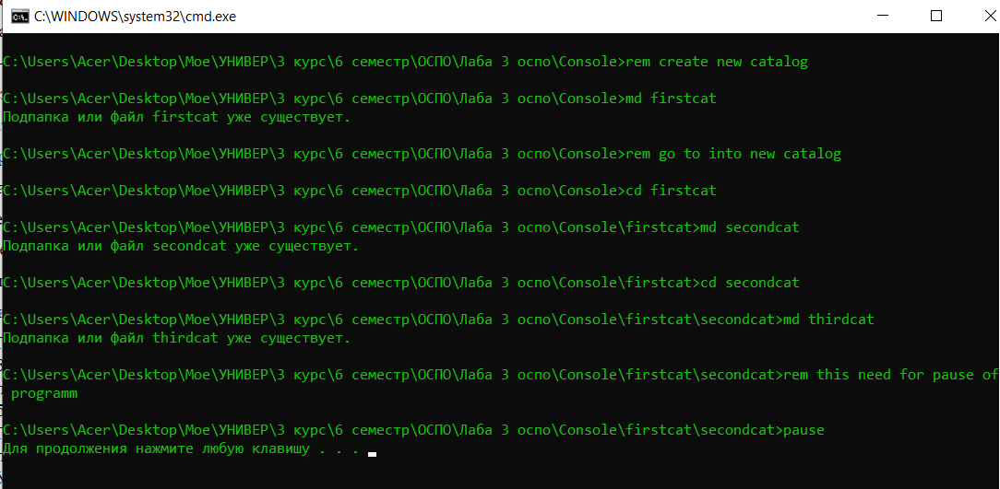 C:\WINDOWS\system32\cmd.exe
C:\Users\Acer\Desktop\Мое\УНИВЕР\3 курс\6 семестр\ОСПО\Лаба 3 оспо\Console>rem create new catalog
C:\Users\Acer\Desktop\Мое\УНИВЕР\3 курс\6 семестр\ОСПО\Лаба 3 оспо\Console>md firstcat
Подпапка или файл firstcat уже существует.
C:\Users\Acer\Desktop\Мое\УНИВЕР\3 курс\6 семестр\ОСПО\Лаба 3 оспо\Console>rem go to into new catalog
C:\Users\Acer\Desktop\Мое\УНИВЕР\3 курс\6 семестр\ОСПО\Лаба 3 оспо\Console>cd firstcat
C:\Users\Acer\Desktop\Мое\УНИВЕР\3 курс\6 семестр\ОСПО\Лаба 3 оспо\Console\firstcat>md secondcat
Подпапка или файл secondcat уже существует.
C:\Users\Acer\Desktop\Мое\УНИВЕР\3 курс\6 семестр\ОСПО\Лаба 3 оспо\Console\firstcat>cd secondcat
C:\Users\Acer\Desktop\Мое\УНИВЕР\3 курс\6 семестр\ОСПО\Лаба 3 оспо\Console\firstcat\secondcat>md thirdcat
Подпапка или файл thirdcat уже существует.
C:\Users\Acer\Desktop\Мое\УНИВЕР\3 курс\6 семестр\ОСПО\Лаба 3 оспо\Console\firstcat\secondcat>rem this need for pause of
programm
C:\Users\Acer\Desktop\Мое\УНИВЕР\3 курс\6 семестр\ОСПО\Лаба 3 оспо\Console\firstcat\secondcat>pause
Для продолжения нажмите любую клавишу . . .